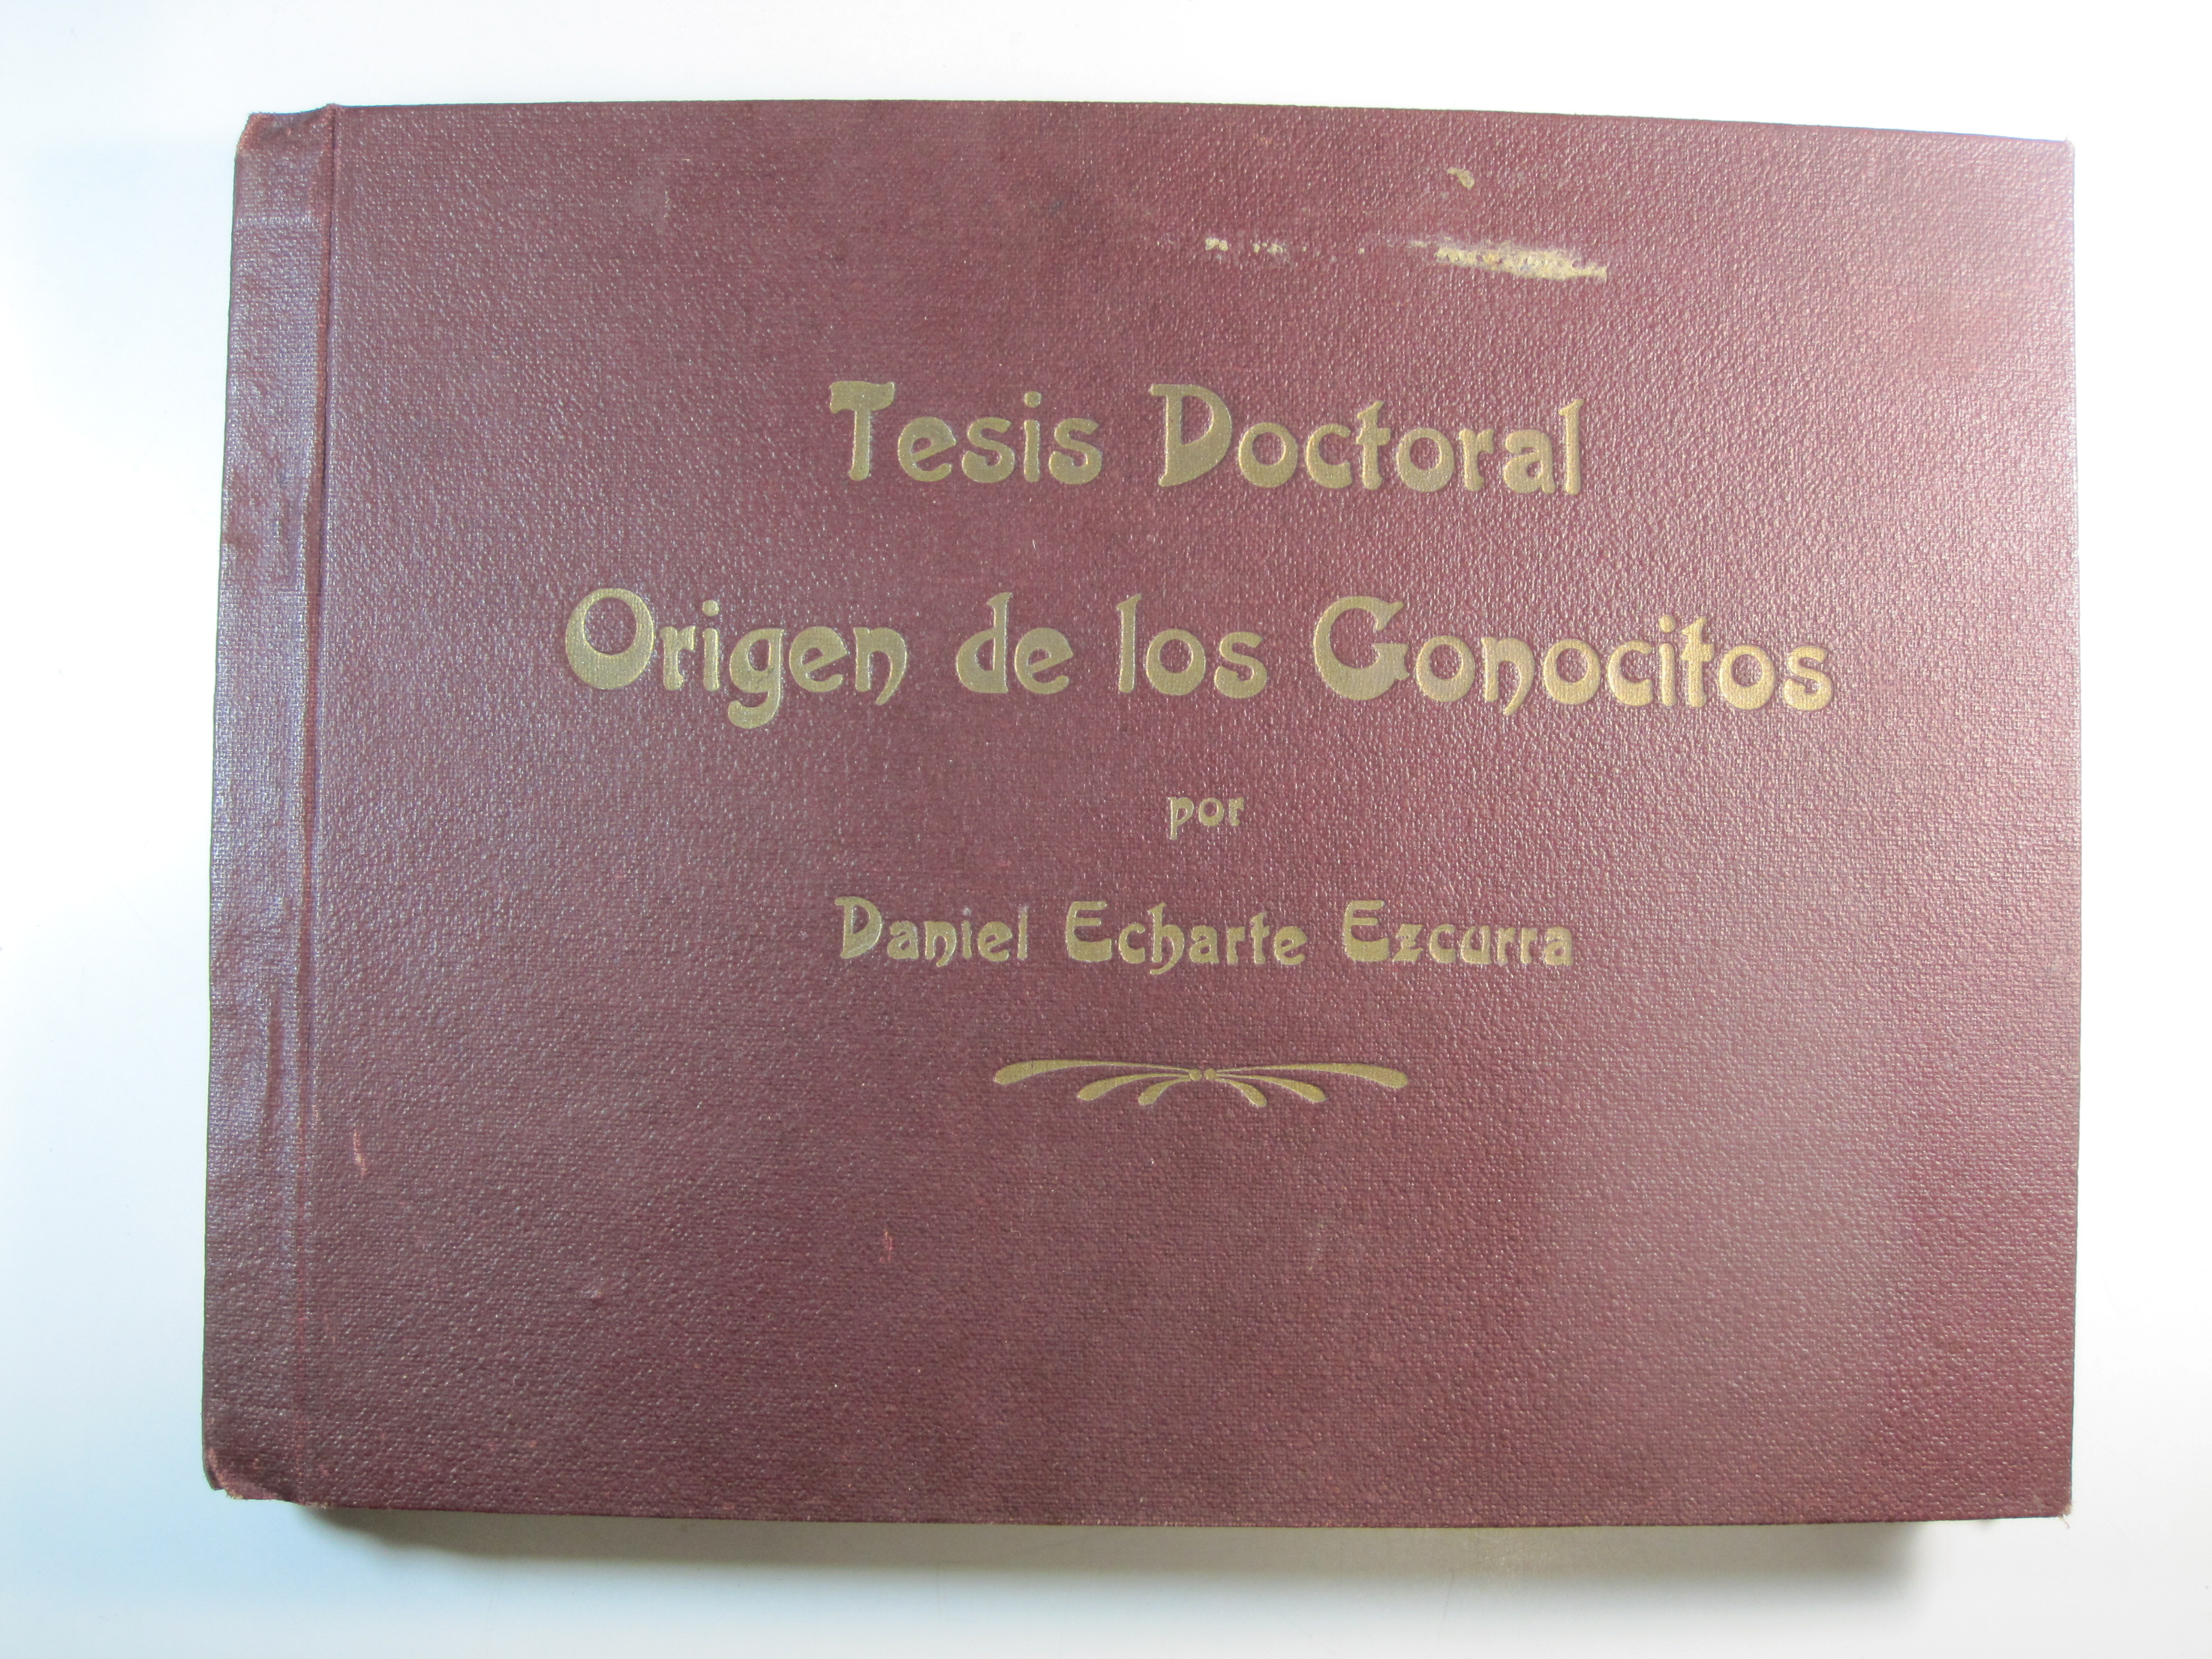 Tesis Doctoral
Origen de los Gonocitos
por
Daniel Echarte Ezcurra